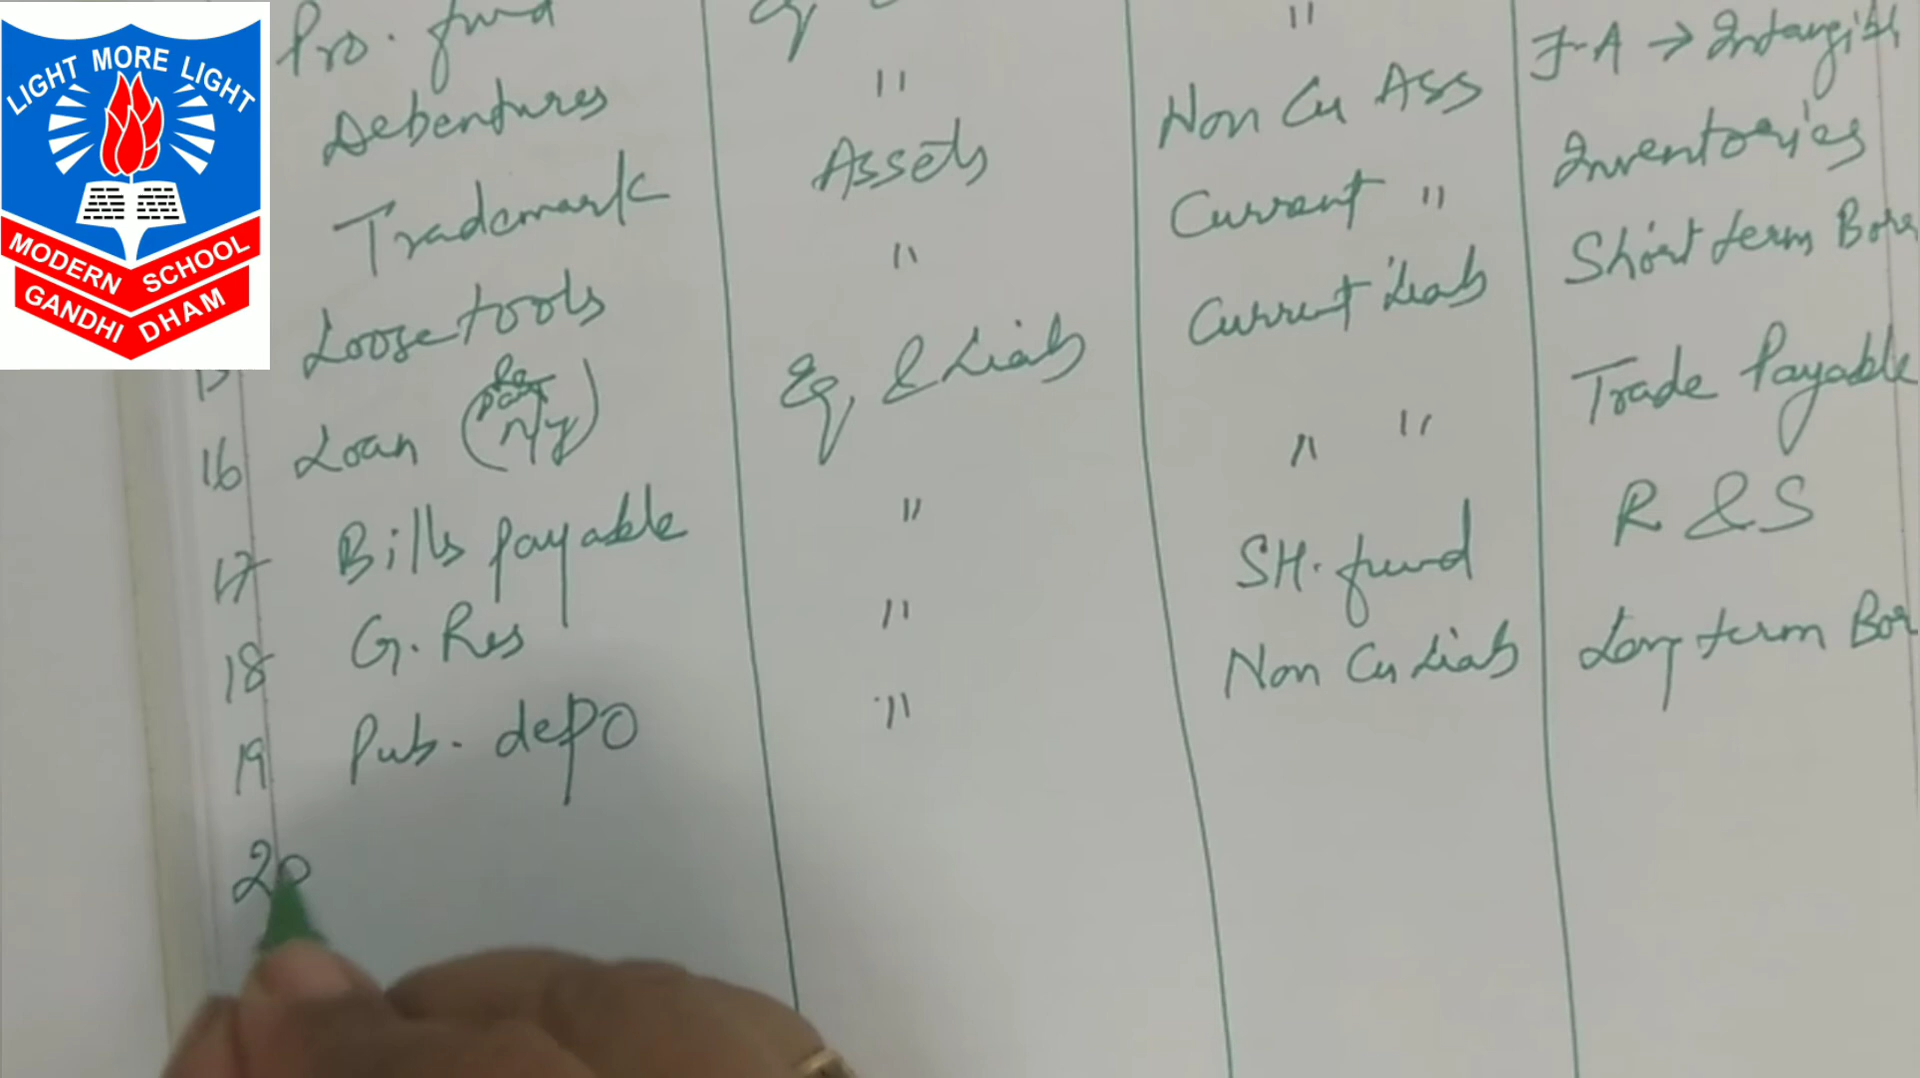 LIGHT MORE LIGHT
MODERN SCHOOL
GANDHI DHAM
Pro. fund "
Debentures " Non Cu Ass F-A → Intangible
Trademark Assets Current " Inventories
Loose tools " Current Liab Short term Borr
16 Loan (Re pay n/y) Eq. & Liab " " Trade Payable
17 Bills payable " SH. fund R & S
18 G. Res " Non Cu Liab Long term Bor
19 Pub. depo "
20